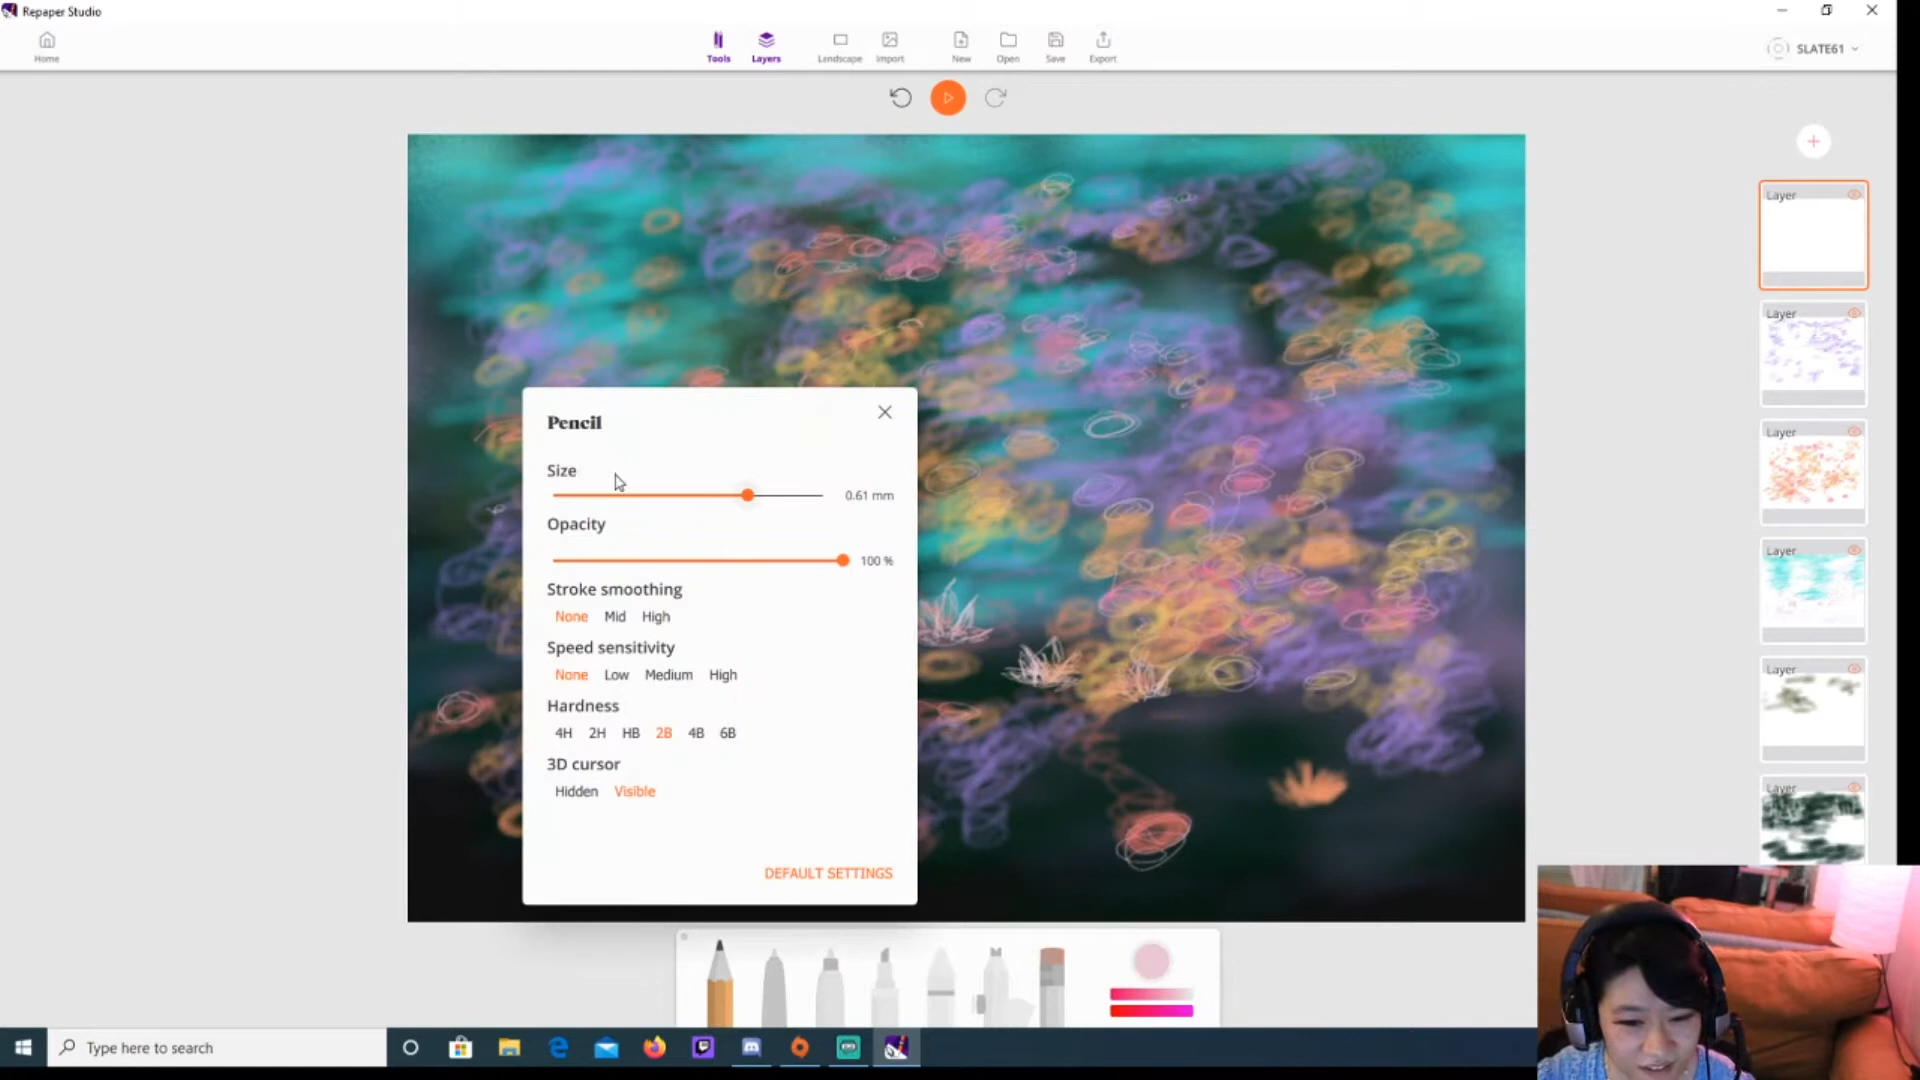 Repaper Studio
Home
Tools
Layers
Landscape
Import
New
Open
Save
Export
SLATE61
Layer
Layer
Layer
Layer
Layer
Layer
Pencil
Size
0.61 mm
Opacity
100 %
Stroke smoothing
None Mid High
Speed sensitivity
None Low Medium High
Hardness
4H 2H HB 2B 4B 6B
3D cursor
Hidden Visible
DEFAULT SETTINGS
Type here to search